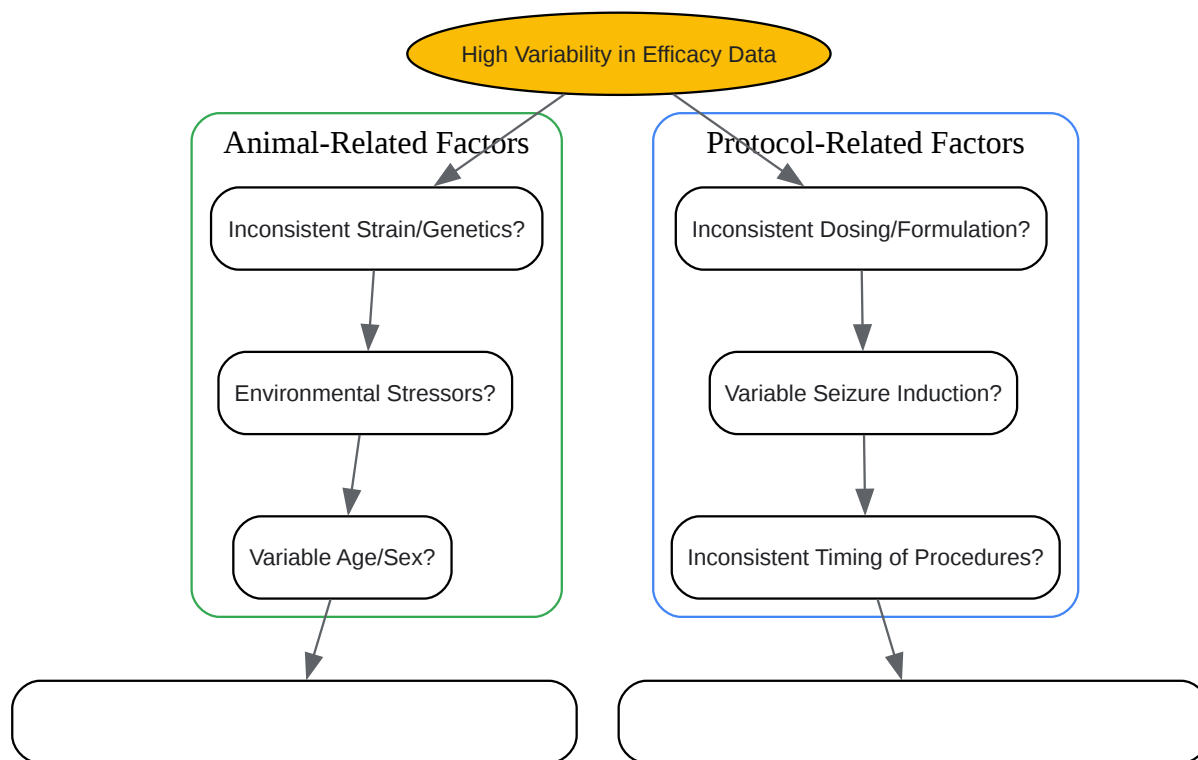 High Variability in Efficacy Data
Animal-Related Factors
Protocol-Related Factors
Inconsistent Strain/Genetics?
Inconsistent Dosing/Formulation?
Environmental Stressors?
Variable Seizure Induction?
Variable Age/Sex?
Inconsistent Timing of Procedures?